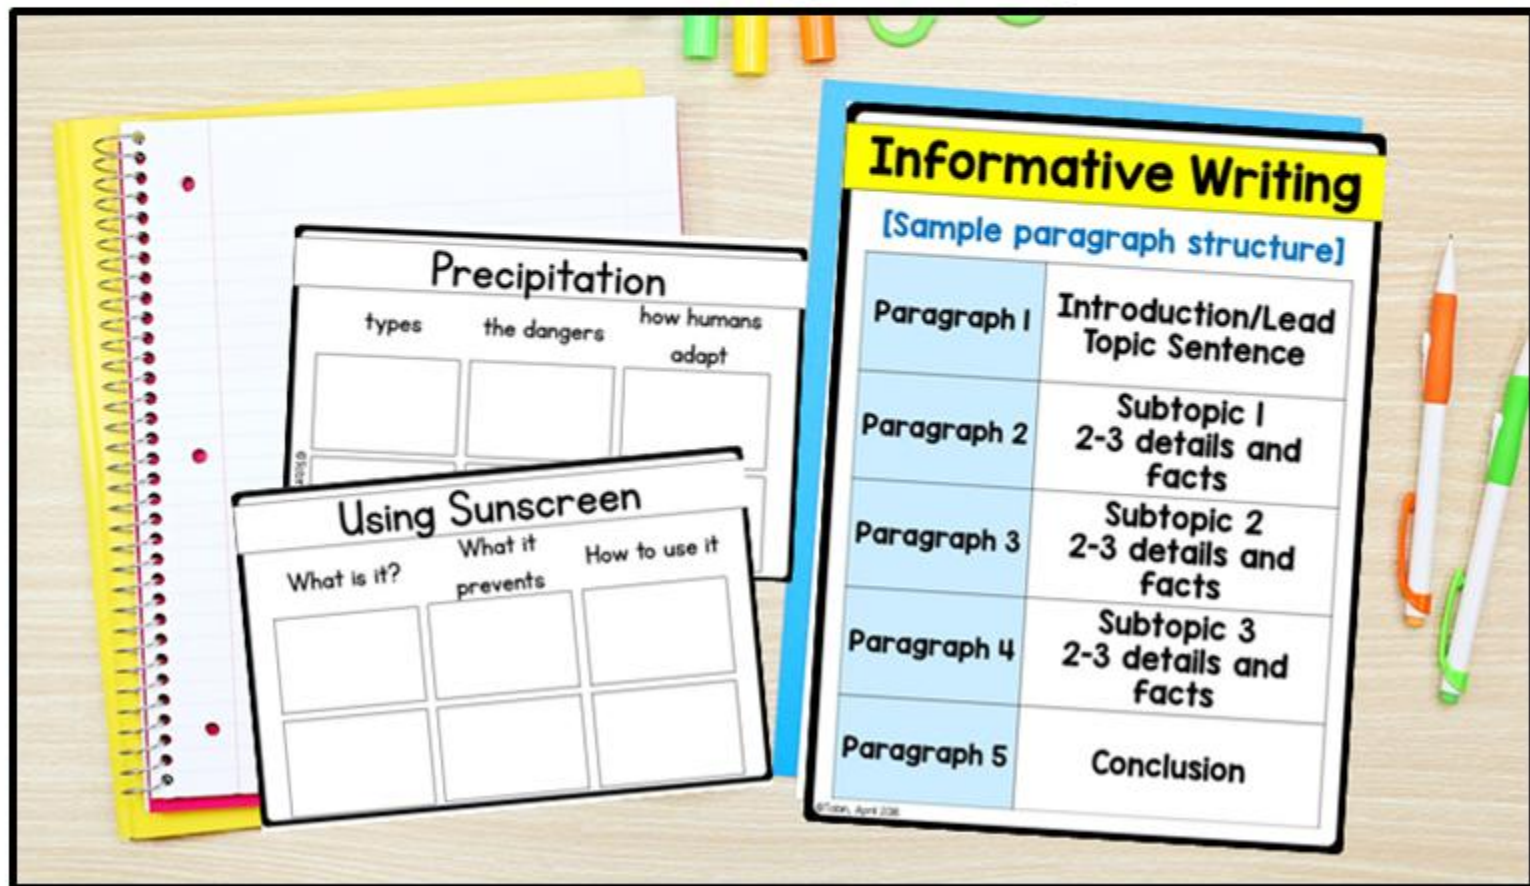 Precipitation
types
the dangers
how humans
adapt
Using Sunscreen
What is it?
What it
prevents
How to use it
Informative Writing
[Sample paragraph structure]
Paragraph 1
Introduction/Lead
Topic Sentence
Paragraph 2
Subtopic 1
2-3 details and
facts
Paragraph 3
Subtopic 2
2-3 details and
facts
Paragraph 4
Subtopic 3
2-3 details and
facts
Paragraph 5
Conclusion